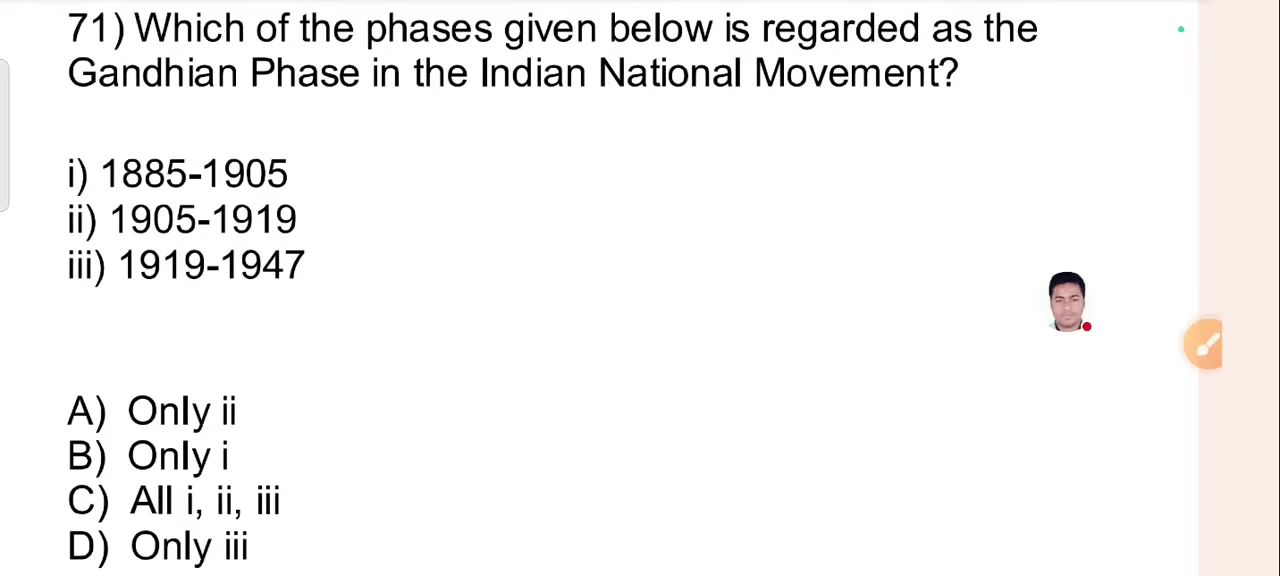 71) Which of the phases given below is regarded as the
Gandhian Phase in the Indian National Movement?
i) 1885-1905
ii) 1905-1919
iii) 1919-1947
A) Only ii
B) Only i
C) All i, ii, iii
D) Only iii